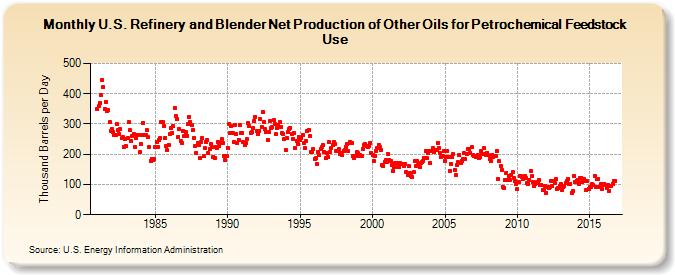 Monthly U.S. Refinery and Blender Net Production of Other Oils for Petrochemical Feedstock
Use
Thousand Barrels per Day
500
400
300
200
100
0
1985 1990 1995 2000 2005 2010 2015
Source: U.S. Energy Information Administration